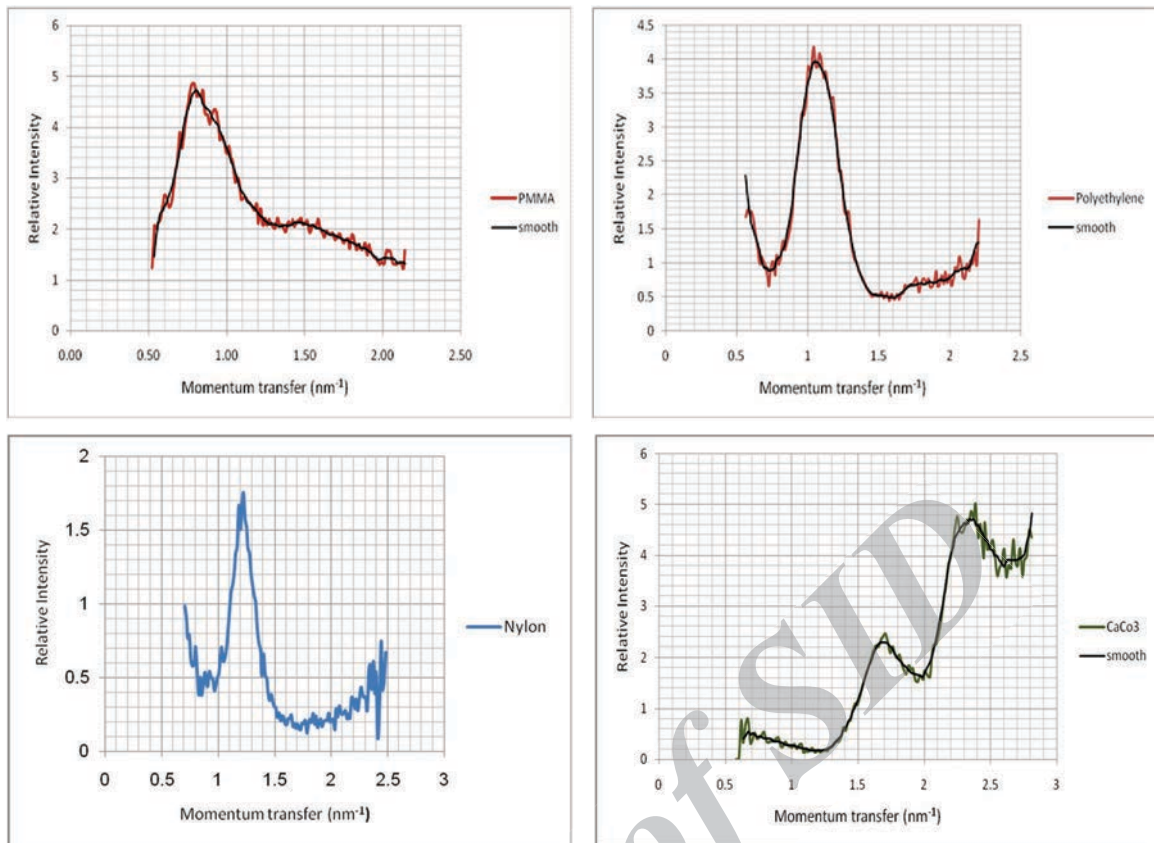 6
5
4
3
2
1
0
0.00 0.50 1.00 1.50 2.00 2.50
Relative Intensity
Momentum transfer (nm⁻¹)
PMMA
smooth
4.5
4
3.5
3
2.5
2
1.5
1
0.5
0
0 0.5 1 1.5 2 2.5
Relative Intensity
Momentum transfer (nm⁻¹)
Polyethylene
smooth
2
1.5
1
0.5
0
0 0.5 1 1.5 2 2.5 3
Relative Intensity
Momentum transfer (nm⁻¹)
Nylon
6
5
4
3
2
1
0
0 0.5 1 1.5 2 2.5 3
Relative Intensity
Momentum transfer (nm⁻¹)
CaCo3
smooth
of SID